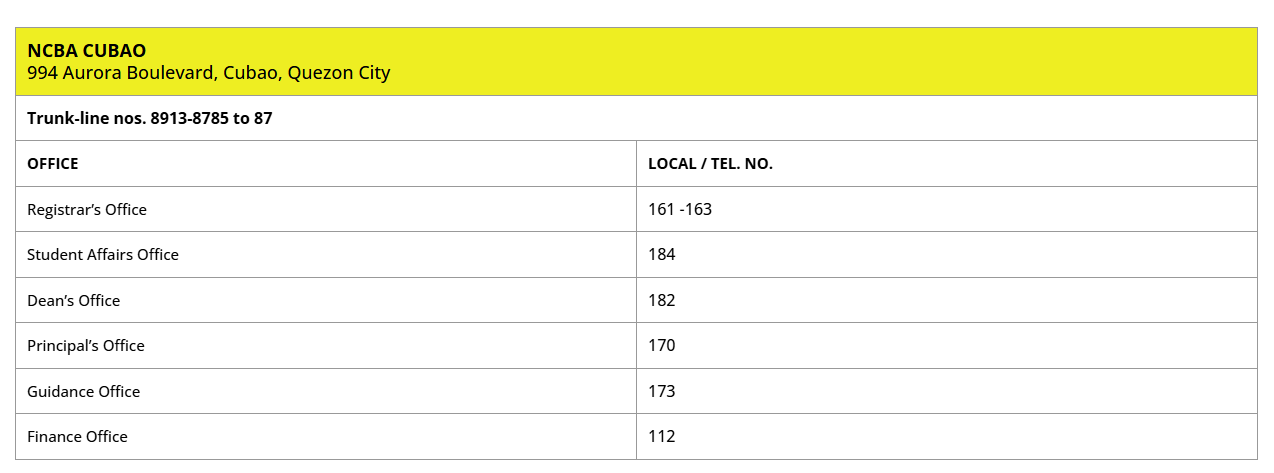 NCBA CUBAO
994 Aurora Boulevard, Cubao, Quezon City
Trunk-line nos. 8913-8785 to 87
OFFICE LOCAL / TEL. NO.
Registrar’s Office 161 -163
Student Affairs Office 184
Dean’s Office 182
Principal’s Office 170
Guidance Office 173
Finance Office 112